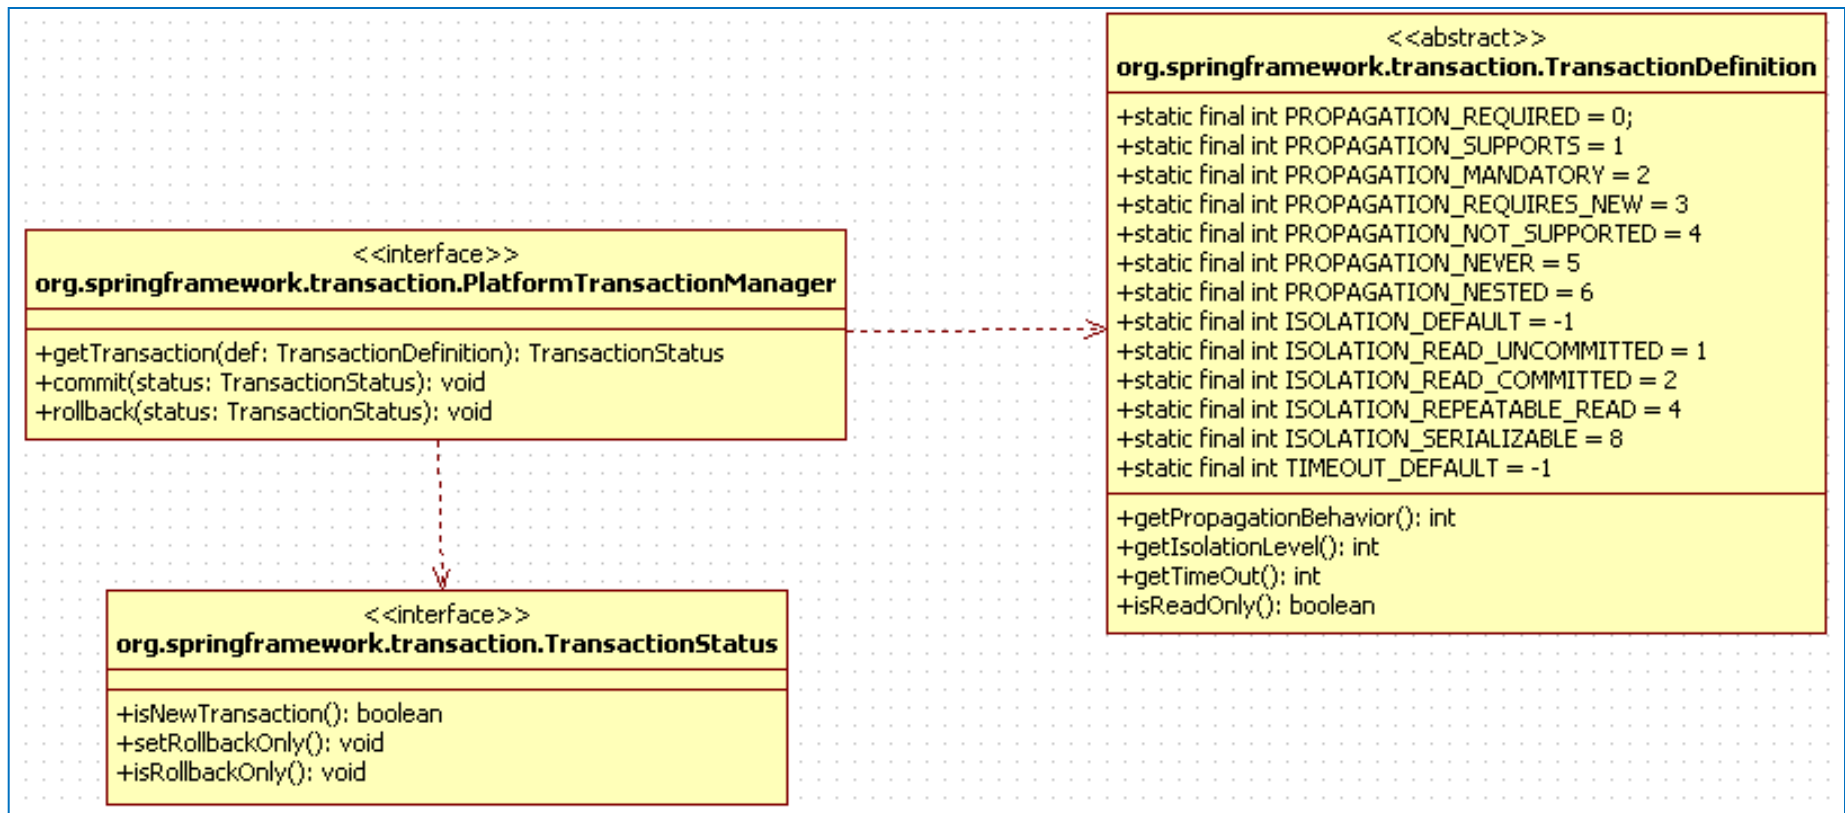 <<abstract>>
org.springframework.transaction.TransactionDefinition
+static final int PROPAGATION_REQUIRED = 0;
+static final int PROPAGATION_SUPPORTS = 1
+static final int PROPAGATION_MANDATORY = 2
+static final int PROPAGATION_REQUIRES_NEW = 3
+static final int PROPAGATION_NOT_SUPPORTED = 4
+static final int PROPAGATION_NEVER = 5
+static final int PROPAGATION_NESTED = 6
+static final int ISOLATION_DEFAULT = -1
+static final int ISOLATION_READ_UNCOMMITTED = 1
+static final int ISOLATION_READ_COMMITTED = 2
+static final int ISOLATION_REPEATABLE_READ = 4
+static final int ISOLATION_SERIALIZABLE = 8
+static final int TIMEOUT_DEFAULT = -1
+getPropagationBehavior(): int
+getIsolationLevel(): int
+getTimeOut(): int
+isReadOnly(): boolean
<<interface>>
org.springframework.transaction.PlatformTransactionManager
+getTransaction(def: TransactionDefinition): TransactionStatus
+commit(status: TransactionStatus): void
+rollback(status: TransactionStatus): void
<<interface>>
org.springframework.transaction.TransactionStatus
+isNewTransaction(): boolean
+setRollbackOnly(): void
+isRollbackOnly(): void